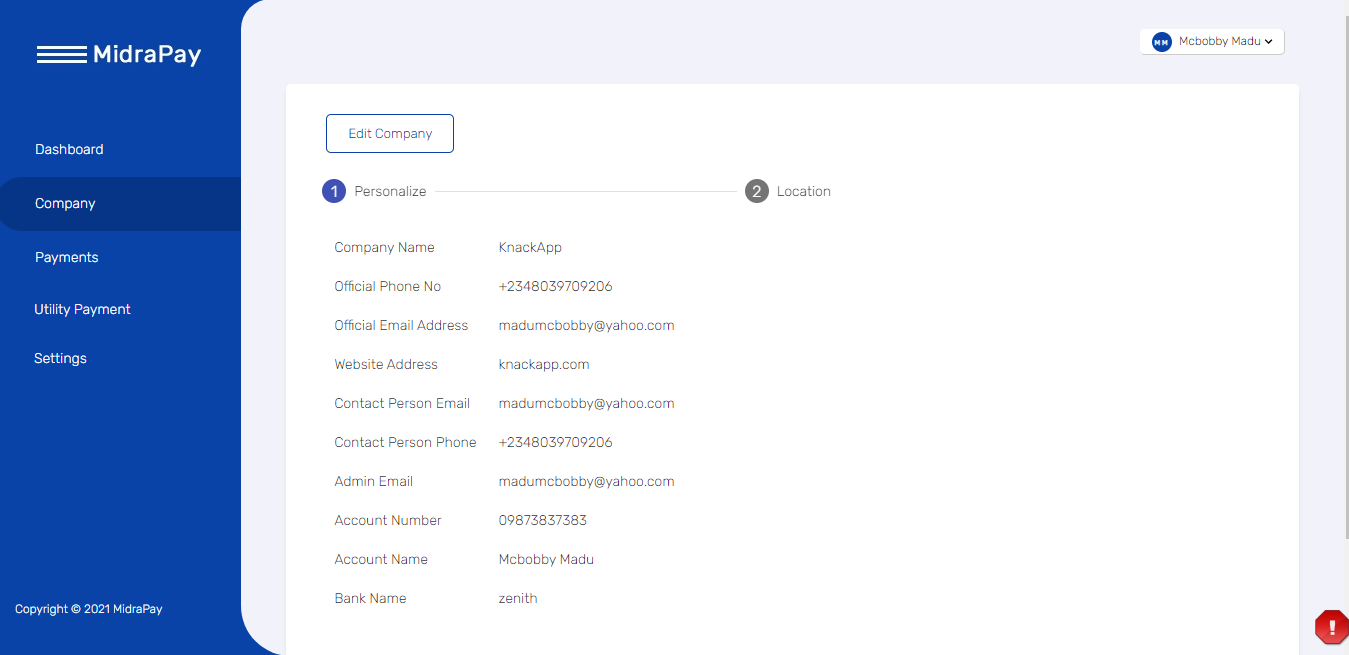 MidraPay
MM Mcbobby Madu
Dashboard
Company
Payments
Utility Payment
Settings
Copyright © 2021 MidraPay
Edit Company
1 Personalize 2 Location
Company Name KnackApp
Official Phone No +2348039709206
Official Email Address madumcbobby@yahoo.com
Website Address knackapp.com
Contact Person Email madumcbobby@yahoo.com
Contact Person Phone +2348039709206
Admin Email madumcbobby@yahoo.com
Account Number 09873837383
Account Name Mcbobby Madu
Bank Name zenith
!